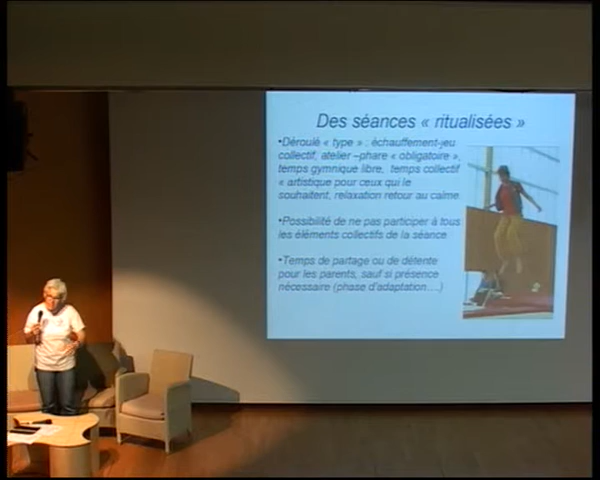 Des séances « ritualisées »
•Déroulé « type » : échauffement-jeu
collectif, atelier –phare « obligatoire »,
temps gymnique libre, temps collectif
« artistique pour ceux qui le
souhaitent, relaxation retour au calme.
•Possibilité de ne pas participer à tous
les éléments collectifs de la séance
•Temps de partage ou de détente
pour les parents, sauf si présence
nécessaire (phase d'adaptation....)